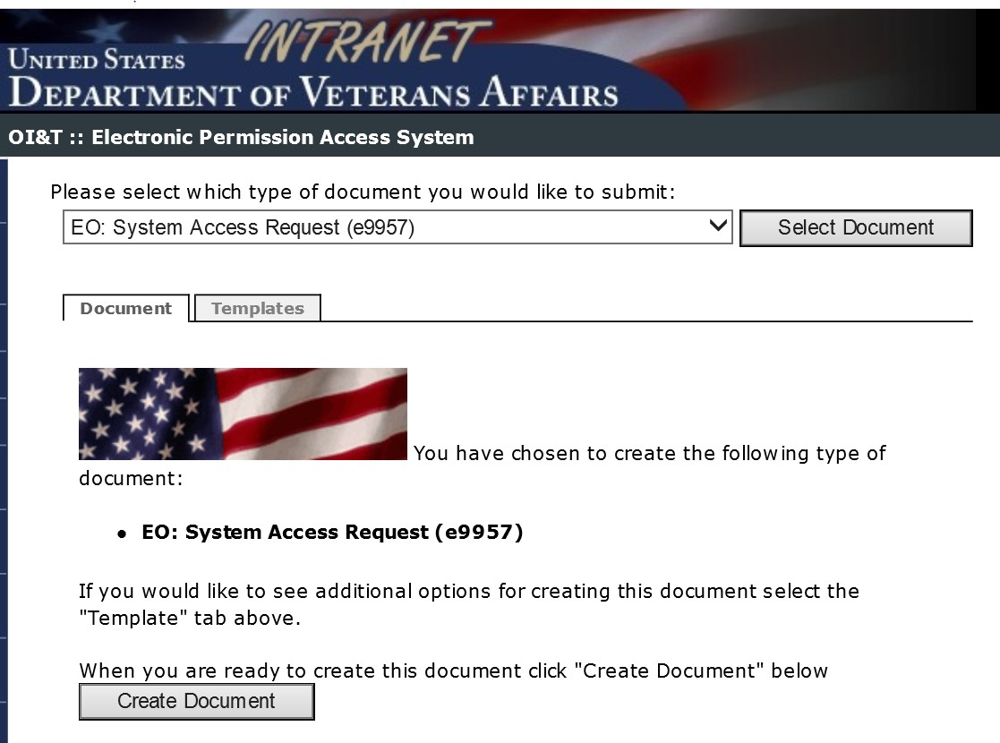 INTRANET
UNITED STATES
DEPARTMENT OF VETERANS AFFAIRS
OI&T :: Electronic Permission Access System
Please select which type of document you would like to submit:
EO: System Access Request (e9957)
Select Document
Document
Templates
You have chosen to create the following type of
document:
• EO: System Access Request (e9957)
If you would like to see additional options for creating this document select the
"Template" tab above.
When you are ready to create this document click "Create Document" below
Create Document